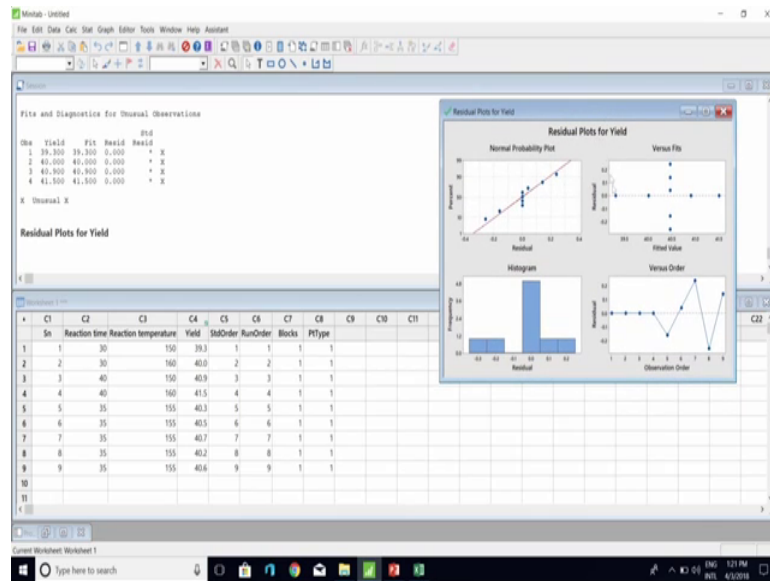 Minitab - Untitled
File Edit Data Calc Stat Graph Editor Tools Window Help Assistant
Session
Fits and Diagnostics for Unusual Observations
Std
Obs Yield Fit Resid Resid
1 39.300 39.300 0.000 * X
2 40.000 40.000 0.000 * X
3 40.900 40.900 0.000 * X
4 41.500 41.500 0.000 * X
X Unusual X
Residual Plots for Yield
Residual Plots for Yield
Residual Plots for Yield
Normal Probability Plot Versus Fits
Percent
Residual
Residual Fitted Value
Histogram Versus Order
Frequency
Residual
Residual Observation Order
Worksheet 1 ***
C1 C2 C3 C4 C5 C6 C7 C8 C9 C10 C11 C22
Sn Reaction time Reaction temperature Yield StdOrder RunOrder Blocks PtType
1 1 30 150 39.3 1 1 1 1
2 2 30 160 40.0 2 2 1 1
3 3 40 150 40.9 3 3 1 1
4 4 40 160 41.5 4 4 1 1
5 5 35 155 40.3 5 5 1 1
6 6 35 155 40.5 6 6 1 1
7 7 35 155 40.7 7 7 1 1
8 8 35 155 40.2 8 8 1 1
9 9 35 155 40.6 9 9 1 1
10
11
Current Worksheet: Worksheet 1
Type here to search
ENG 1:21 PM
INTL 4/3/2018